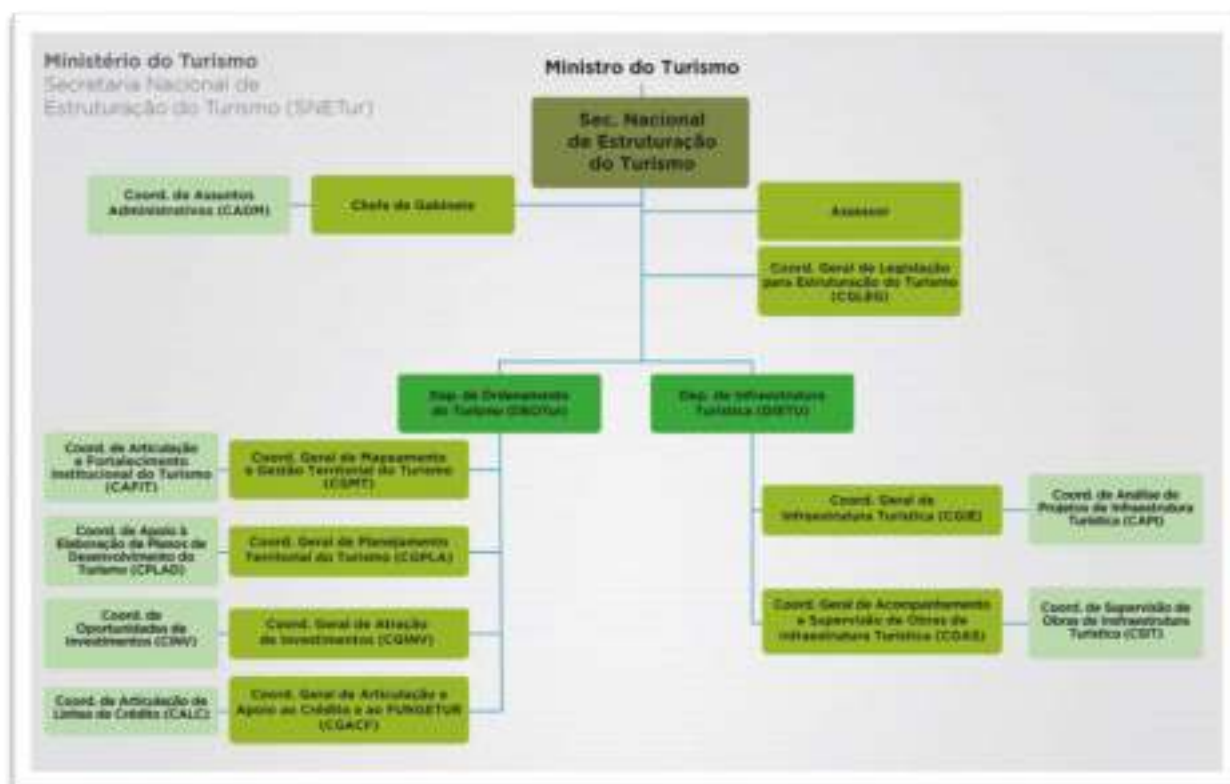 Ministério do Turismo
Secretaria Nacional de
Estruturação do Turismo (SNETur)
Ministro do Turismo
Sec. Nacional
de Estruturação
do Turismo
Coord. de Assuntos
Administrativos (CADM)
Chefe de Gabinete
Assessor
Coord. Geral de Legislação
para Estruturação do Turismo
(CGLEG)
Dep. de Ordenamento
do Turismo (DEOTur)
Dep. de Infraestrutura
Turística (DIETU)
Coord. de Articulação
e Fortalecimento
Institucional do Turismo
(CAFIT)
Coord. Geral de Mapeamento
e Gestão Territorial do Turismo
(CGMT)
Coord. Geral de
Infraestrutura Turística (CGIE)
Coord. de Análise de
Projetos de Infraestrutura
Turística (CAPI)
Coord. de Apoio à
Elaboração de Planos de
Desenvolvimento do
Turismo (CPLAD)
Coord. Geral de Planejamento
Territorial do Turismo (CGPLA)
Coord. de
Oportunidades de
Investimentos (CINV)
Coord. Geral de Atração
de Investimentos (CGINV)
Coord. Geral de Acompanhamento
e Supervisão de Obras de
Infraestrutura Turística (CGAS)
Coord. de Supervisão de
Obras de Infraestrutura
Turística (CSIT)
Coord. de Articulação de
Linhas de Crédito (CALC)
Coord. Geral de Articulação e
Apoio ao Crédito e ao FUNGETUR
(CGACF)